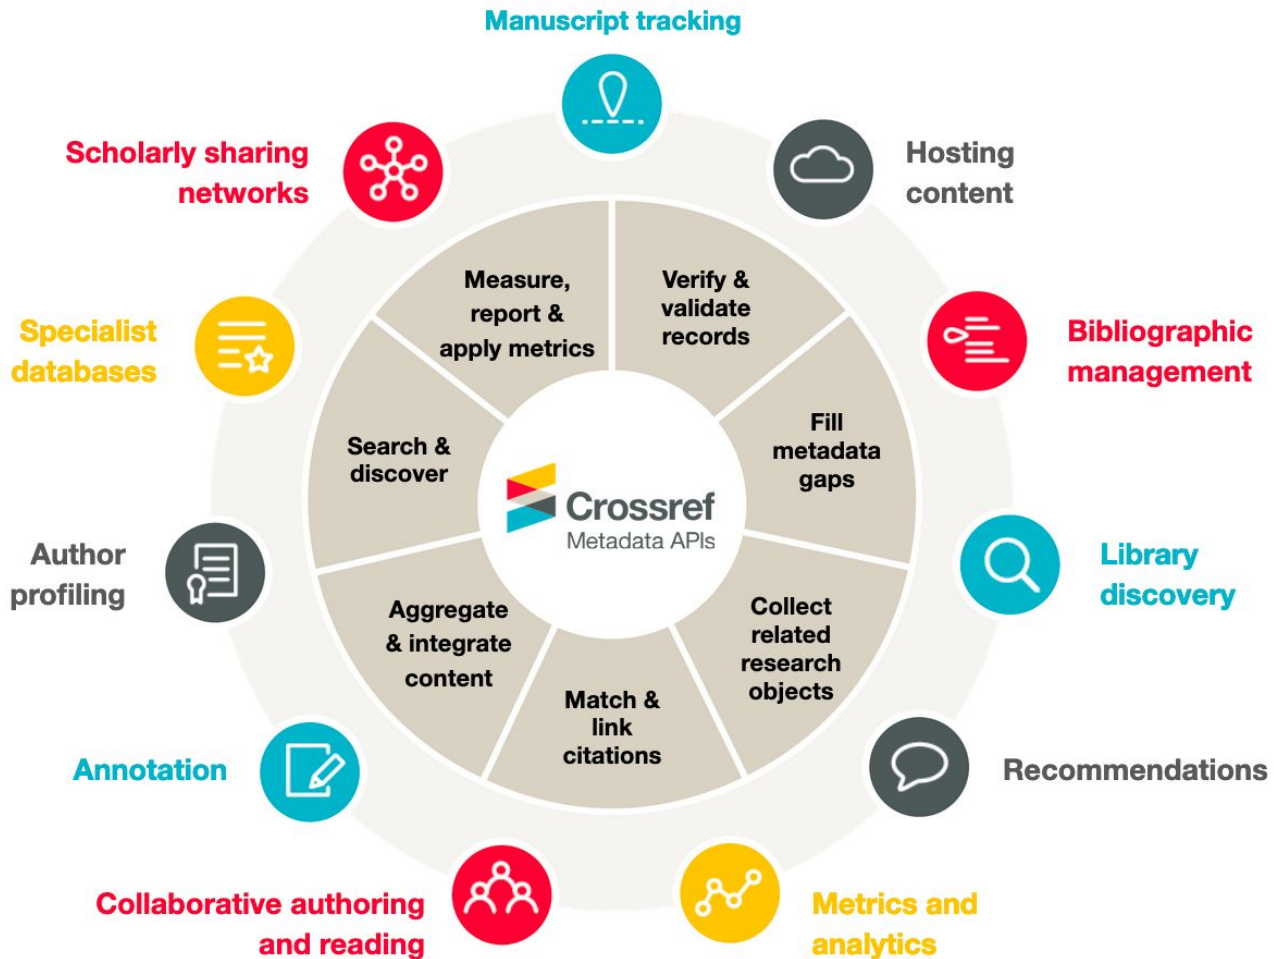 Manuscript tracking
Hosting
content
Bibliographic
management
Library
discovery
Recommendations
Metrics and
analytics
Collaborative authoring
and reading
Annotation
Author
profiling
Specialist
databases
Scholarly sharing
networks
Verify &
validate
records
Fill
metadata
gaps
Collect
related
research
objects
Match &
link
citations
Aggregate
& integrate
content
Search &
discover
Measure,
report &
apply metrics
Crossref
Metadata APIs